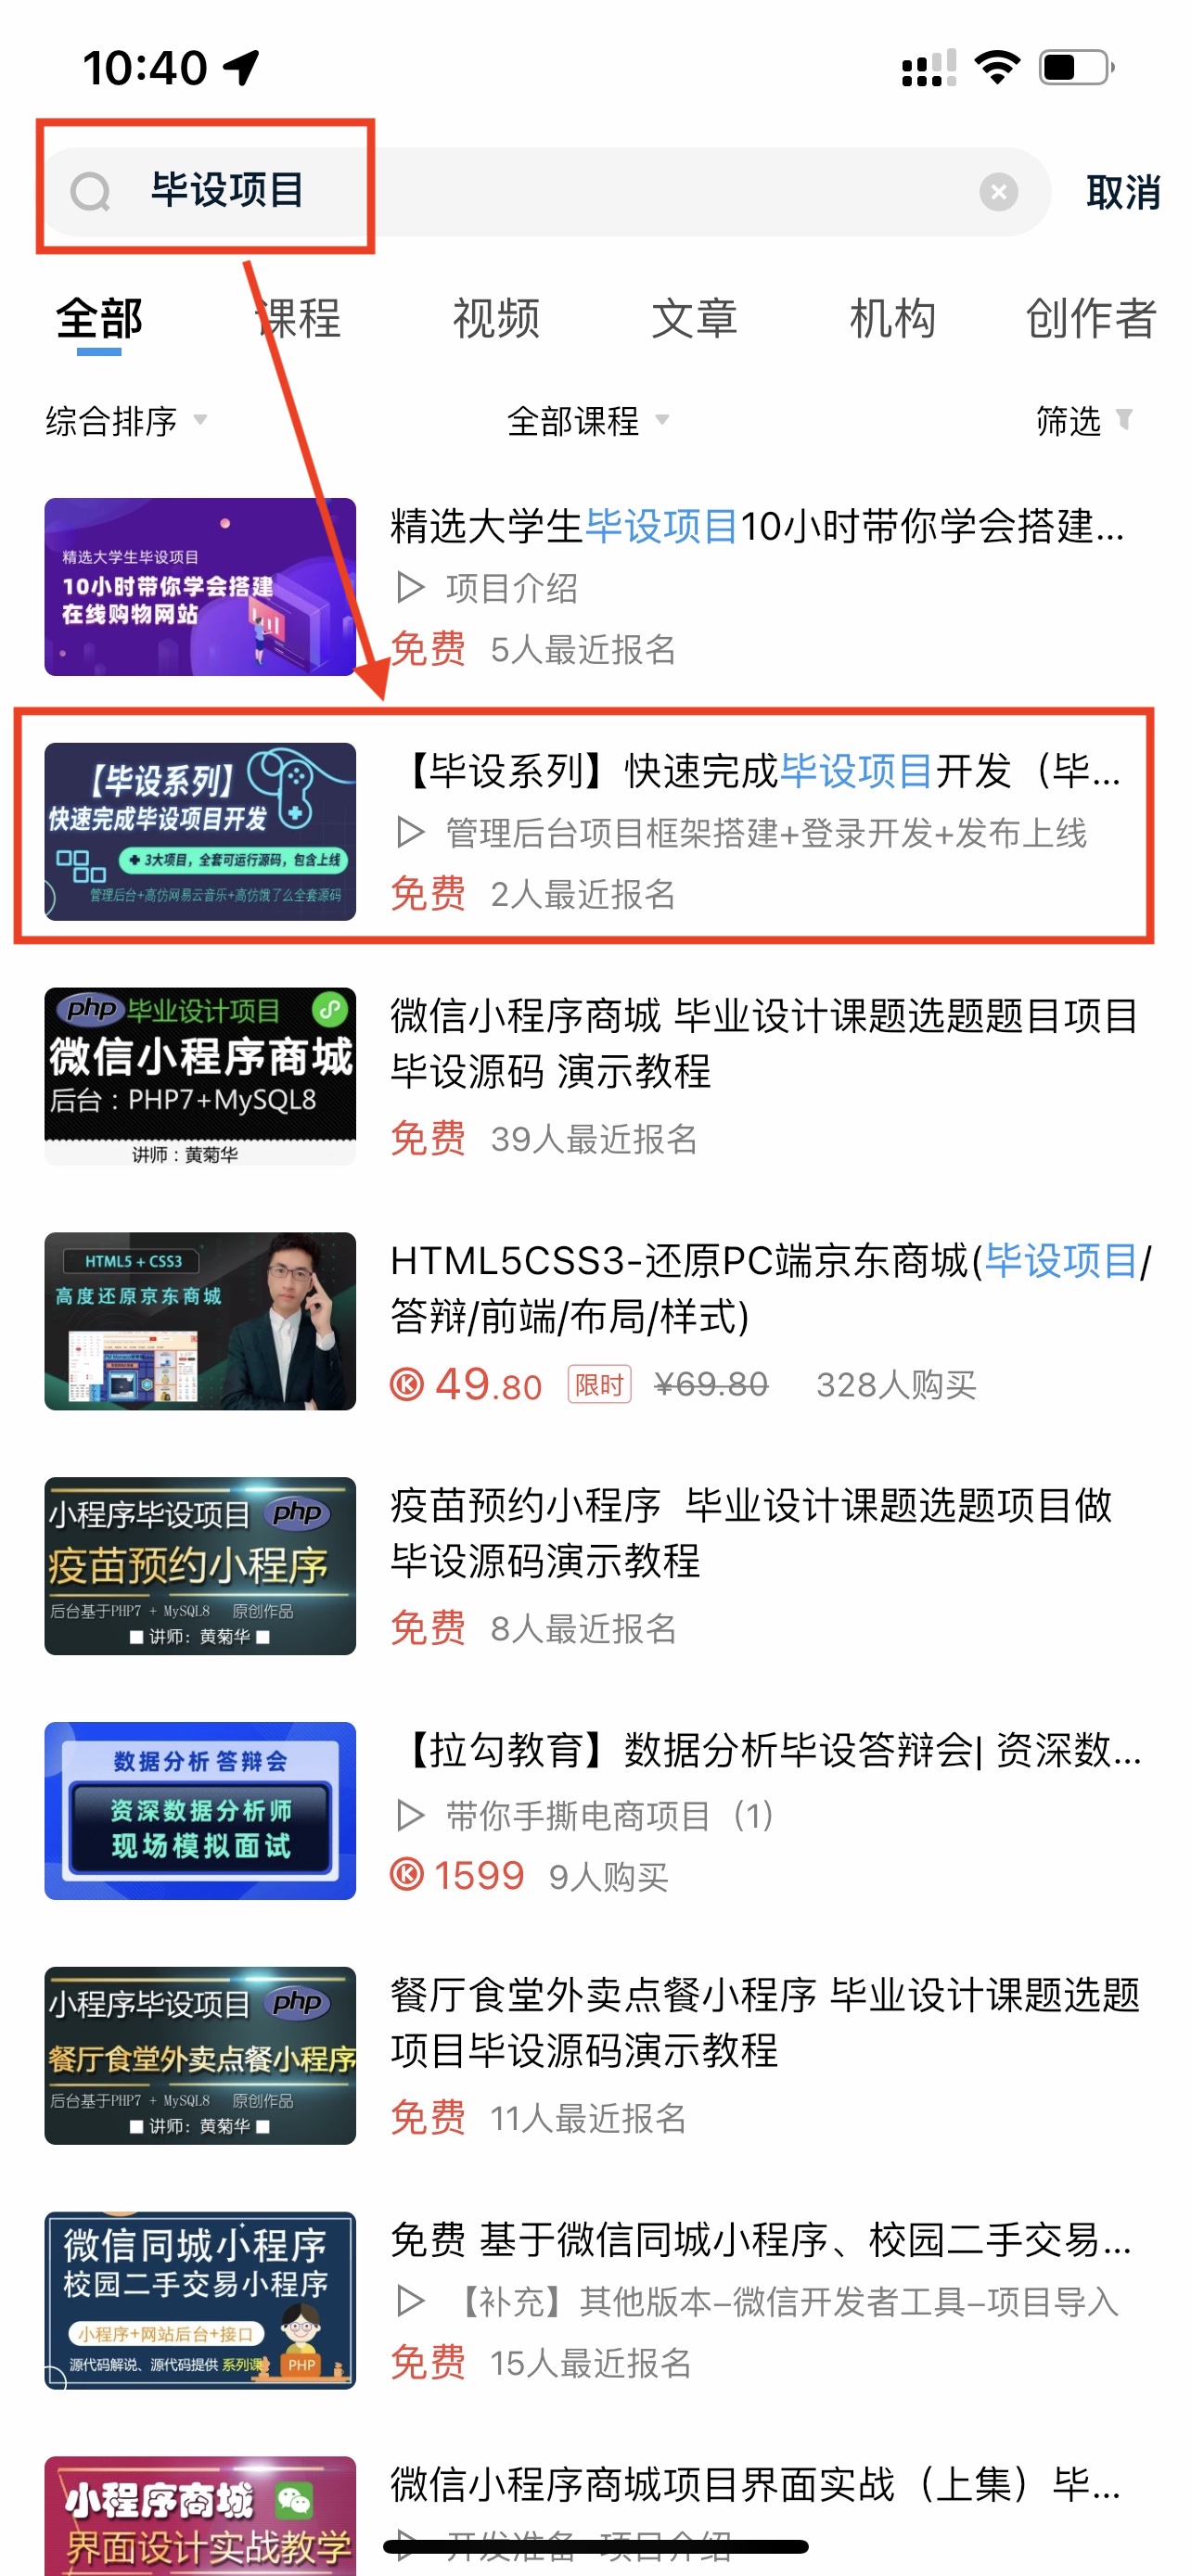 10:40
毕设项目
取消
全部 课程 视频 文章 机构 创作者
综合排序 全部课程 筛选
精选大学生毕设项目
10小时带你学会搭建
在线购物网站
精选大学生毕设项目10小时带你学会搭建...
项目介绍
免费 5人最近报名
【毕设系列】
快速完成毕设项目开发
3大项目，全套可运行源码，包含上线
管理后台+高仿网易云音乐+高仿饿了么全套源码
【毕设系列】快速完成毕设项目开发（毕...
管理后台项目框架搭建+登录开发+发布上线
免费 2人最近报名
php 毕业设计项目
微信小程序商城
后台：PHP7+MySQL8
讲师：黄菊华
微信小程序商城 毕业设计课题选题题目项目
毕设源码 演示教程
免费 39人最近报名
HTML5 + CSS3
高度还原京东商城
HTML5CSS3-还原PC端京东商城(毕设项目/
答辩/前端/布局/样式)
K 49.80 限时 ¥69.80 328人购买
小程序毕设项目 php
疫苗预约小程序
后台基于PHP7 + MySQL8 原创作品
■ 讲师：黄菊华 ■
疫苗预约小程序 毕业设计课题选题项目做
毕设源码演示教程
免费 8人最近报名
数据分析 答辩会
资深数据分析师
现场模拟面试
【拉勾教育】数据分析毕设答辩会| 资深数...
带你手撕电商项目（1）
K 1599 9人购买
小程序毕设项目 php
餐厅食堂外卖点餐小程序
后台基于PHP7 + MySQL8 原创作品
■ 讲师：黄菊华 ■
餐厅食堂外卖点餐小程序 毕业设计课题选题
项目毕设源码演示教程
免费 11人最近报名
微信同城小程序
校园二手交易小程序
小程序+网站后台+接口
源代码解说、源代码提供 系列课
PHP
免费 基于微信同城小程序、校园二手交易...
【补充】其他版本–微信开发者工具–项目导入
免费 15人最近报名
小程序商城
界面设计实战教学
微信小程序商城项目界面实战（上集）毕...
开发准备 项目介绍